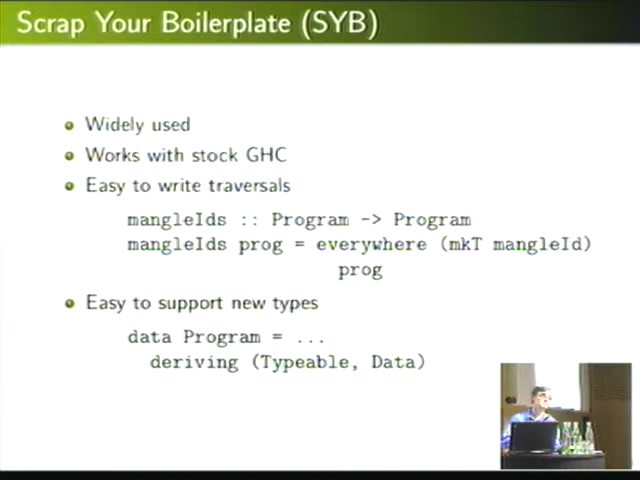 Scrap Your Boilerplate (SYB)
Widely used
Works with stock GHC
Easy to write traversals
mangleIds :: Program -> Program
mangleIds prog = everywhere (mkT mangleId)
prog
Easy to support new types
data Program = ...
deriving (Typeable, Data)